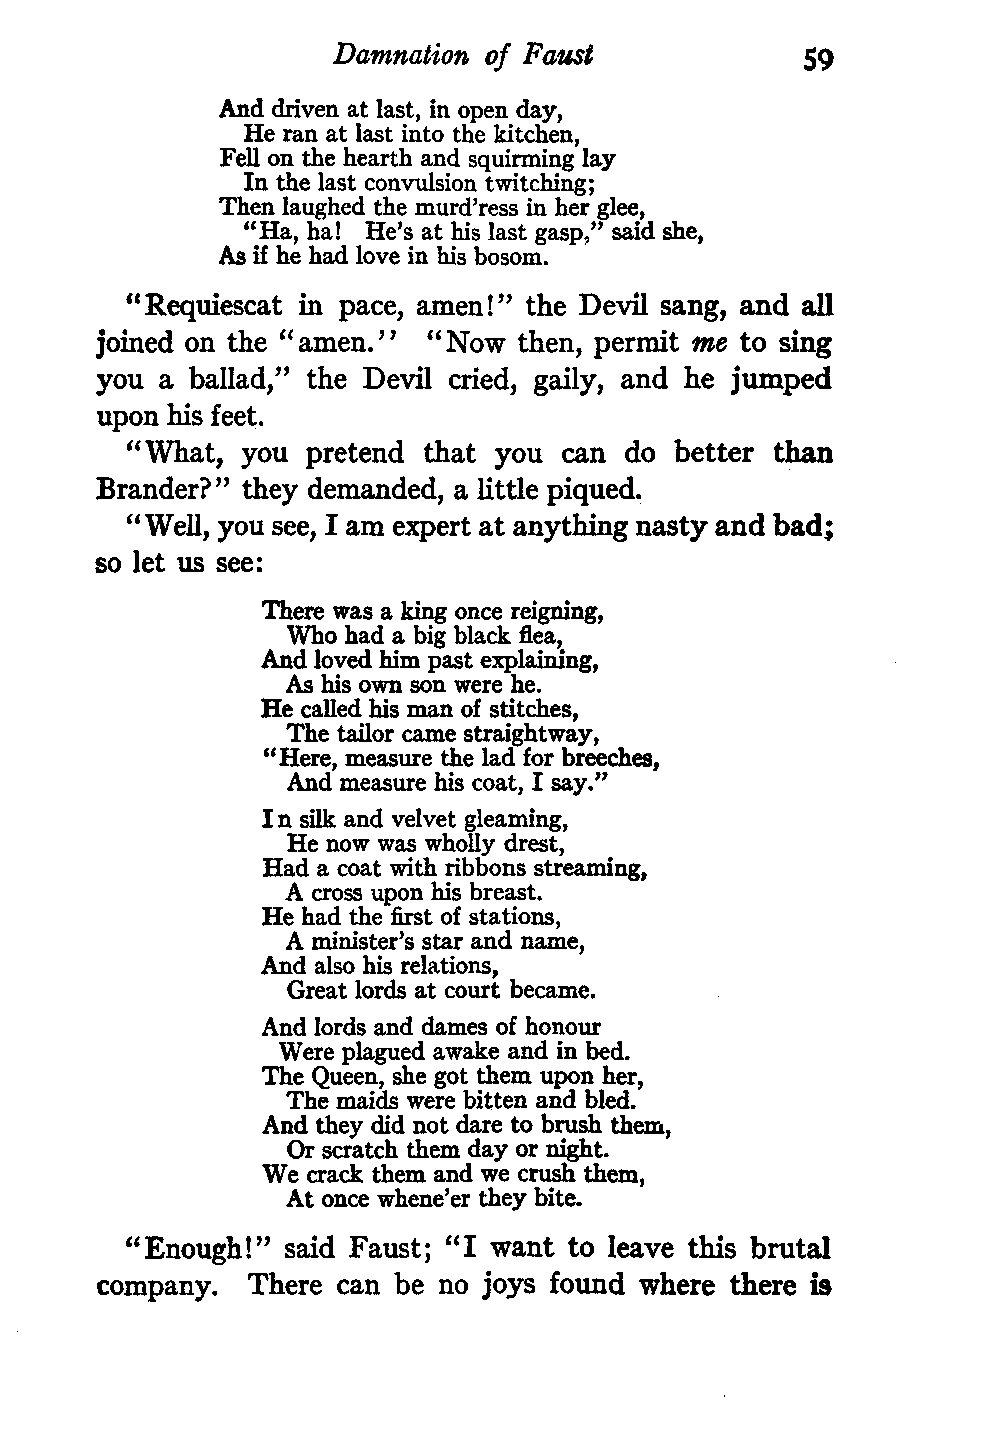 Damnation of Faust 59
And driven at last, in open day,
He ran at last into the kitchen,
Fell on the hearth and squirming lay
In the last convulsion twitching;
Then laughed the murd'ress in her glee,
"Ha, ha! He's at his last gasp," said she,
As if he had love in his bosom.
"Requiescat in pace, amen!" the Devil sang, and all
joined on the "amen." "Now then, permit me to sing
you a ballad," the Devil cried, gaily, and he jumped
upon his feet.
"What, you pretend that you can do better than
Brander?" they demanded, a little piqued.
"Well, you see, I am expert at anything nasty and bad;
so let us see:
There was a king once reigning,
Who had a big black flea,
And loved him past explaining,
As his own son were he.
He called his man of stitches,
The tailor came straightway,
"Here, measure the lad for breeches,
And measure his coat, I say."
In silk and velvet gleaming,
He now was wholly drest,
Had a coat with ribbons streaming,
A cross upon his breast.
He had the first of stations,
A minister's star and name,
And also his relations,
Great lords at court became.
And lords and dames of honour
Were plagued awake and in bed.
The Queen, she got them upon her,
The maids were bitten and bled.
And they did not dare to brush them,
Or scratch them day or night.
We crack them and we crush them,
At once whene'er they bite.
"Enough!" said Faust; "I want to leave this brutal
company. There can be no joys found where there is